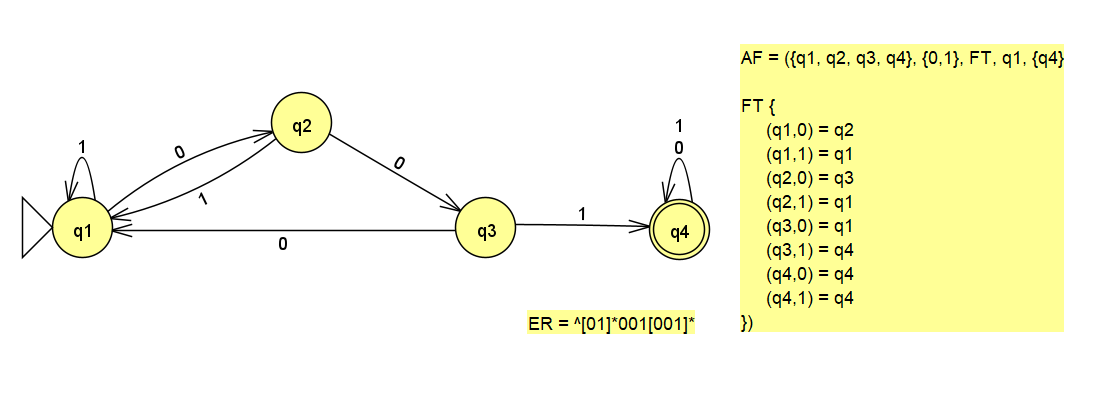 AF = ({q1, q2, q3, q4}, {0,1}, FT, q1, {q4}
FT {
(q1,0) = q2
(q1,1) = q1
(q2,0) = q3
(q2,1) = q1
(q3,0) = q1
(q3,1) = q4
(q4,0) = q4
(q4,1) = q4
})
q2
1
0
1
0
1
0
q1
q3
1
q4
0
ER = ^[01]*001[001]*